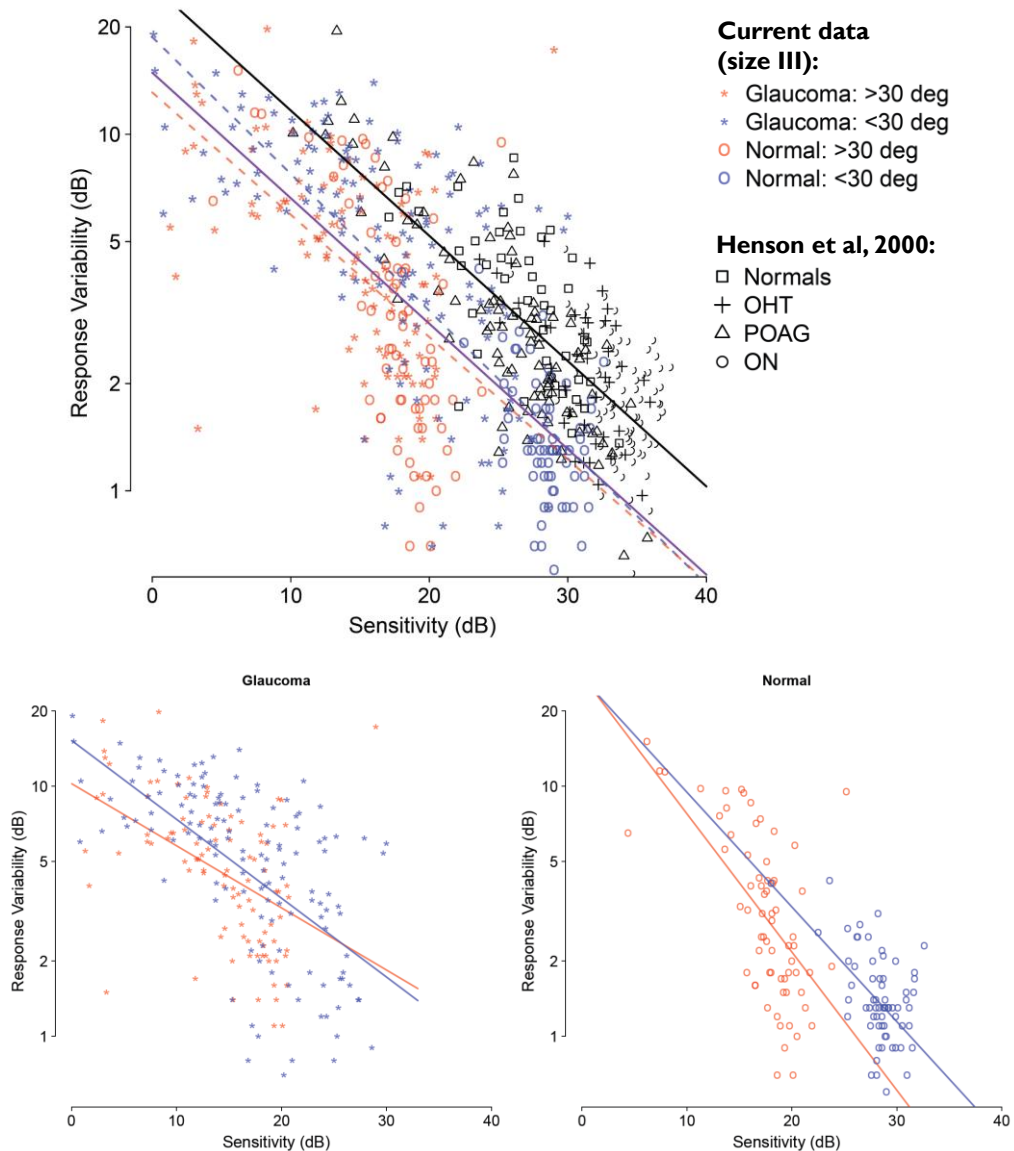 20
10
5
2
1
Response Variability (dB)
0
10
20
30
40
Sensitivity (dB)
Current data
(size III):
Glaucoma: >30 deg
Glaucoma: <30 deg
Normal: >30 deg
Normal: <30 deg
Henson et al, 2000:
Normals
OHT
POAG
ON
Glaucoma
20
10
5
2
1
Response Variability (dB)
0
10
20
30
40
Sensitivity (dB)
Normal
20
10
5
2
1
Response Variability (dB)
0
10
20
30
40
Sensitivity (dB)